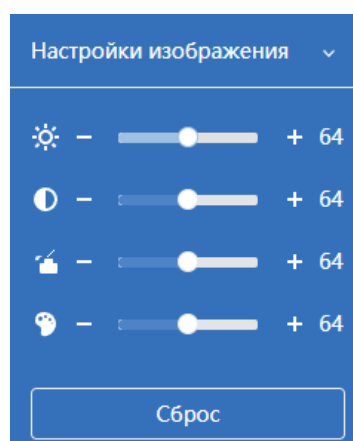 Настройки изображения
– + 64
– + 64
– + 64
– + 64
Сброс